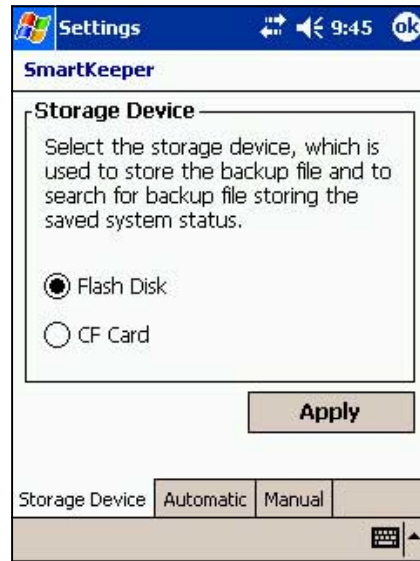 Settings 9:45 ok
SmartKeeper
Storage Device
Select the storage device, which is
used to store the backup file and to
search for backup file storing the
saved system status.
Flash Disk
CF Card
Apply
Storage Device Automatic Manual